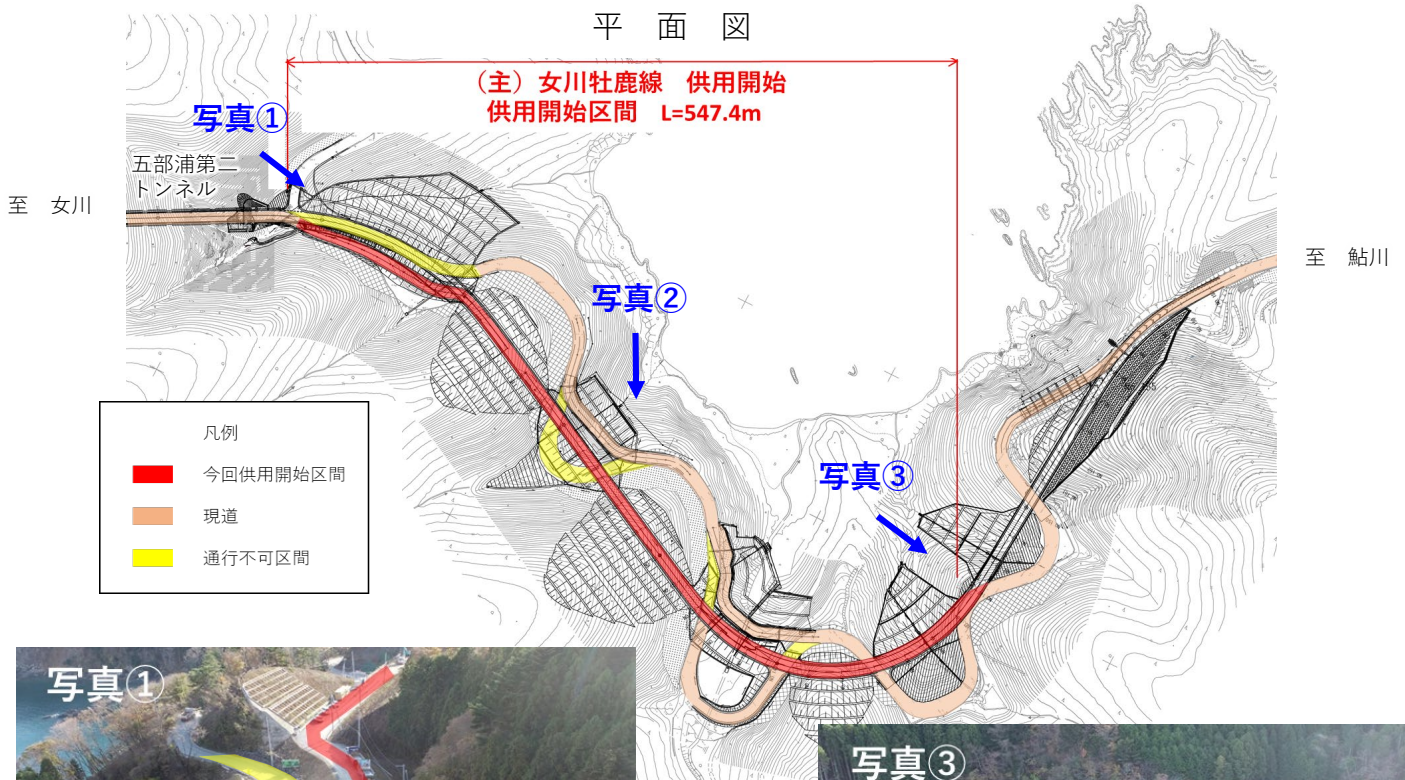 平 面 図
(主)女川牡鹿線 供用開始
供用開始区間 L=547.4m
写真①
五部浦第二
トンネル
至 女川
至 鮎川
写真②
写真③
凡例
今回供用開始区間
現道
通行不可区間
写真①
写真③